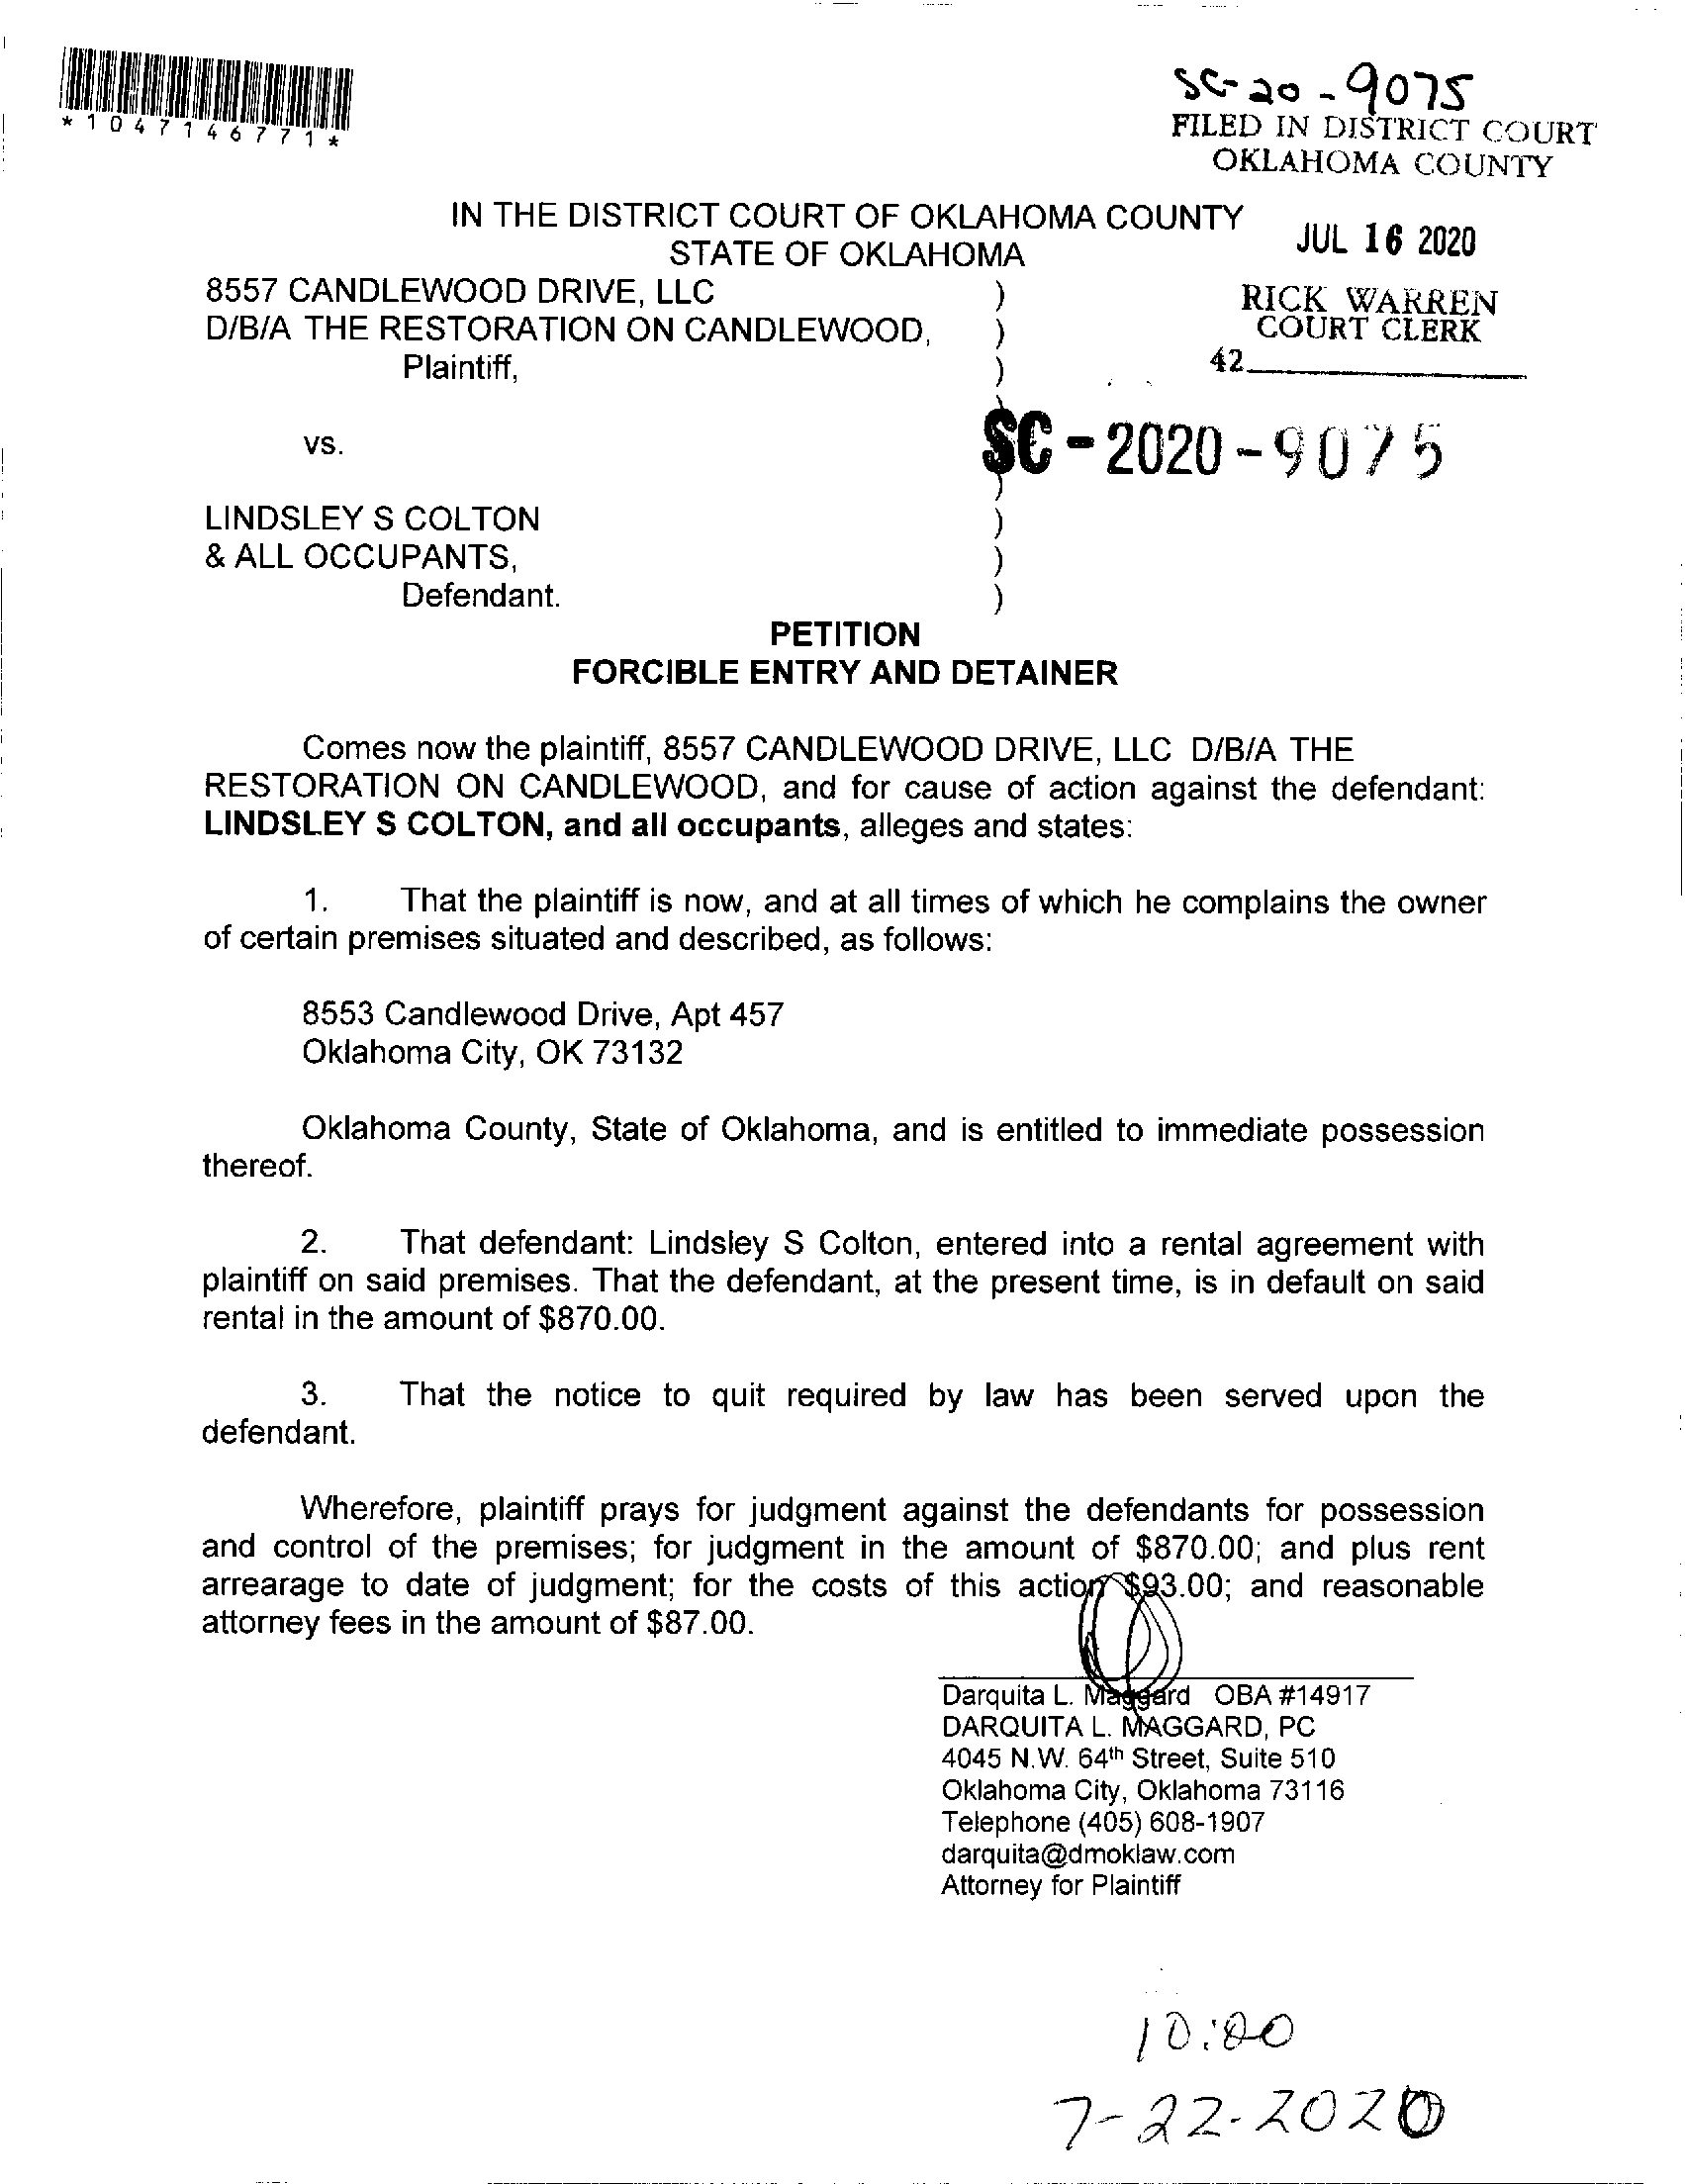 *1047146771*
SC-20-9075
FILED IN DISTRICT COURT
OKLAHOMA COUNTY
IN THE DISTRICT COURT OF OKLAHOMA COUNTY
STATE OF OKLAHOMA
JUL 16 2020
8557 CANDLEWOOD DRIVE, LLC )
D/B/A THE RESTORATION ON CANDLEWOOD, )
Plaintiff, )
RICK WARREN
COURT CLERK
42
)
vs.
SC-2020-9075
)
LINDSLEY S COLTON )
& ALL OCCUPANTS, )
Defendant. )
PETITION
FORCIBLE ENTRY AND DETAINER
Comes now the plaintiff, 8557 CANDLEWOOD DRIVE, LLC D/B/A THE
RESTORATION ON CANDLEWOOD, and for cause of action against the defendant:
LINDSLEY S COLTON, and all occupants, alleges and states:
1. That the plaintiff is now, and at all times of which he complains the owner
of certain premises situated and described, as follows:
8553 Candlewood Drive, Apt 457
Oklahoma City, OK 73132
Oklahoma County, State of Oklahoma, and is entitled to immediate possession
thereof.
2. That defendant: Lindsley S Colton, entered into a rental agreement with
plaintiff on said premises. That the defendant, at the present time, is in default on said
rental in the amount of $870.00.
3. That the notice to quit required by law has been served upon the
defendant.
Wherefore, plaintiff prays for judgment against the defendants for possession
and control of the premises; for judgment in the amount of $870.00; and plus rent
arrearage to date of judgment; for the costs of this action $93.00; and reasonable
attorney fees in the amount of $87.00.
Darquita L. Maggard OBA #14917
DARQUITA L. MAGGARD, PC
4045 N.W. 64th Street, Suite 510
Oklahoma City, Oklahoma 73116
Telephone (405) 608-1907
darquita@dmoklaw.com
Attorney for Plaintiff
10:00
7-22-2020